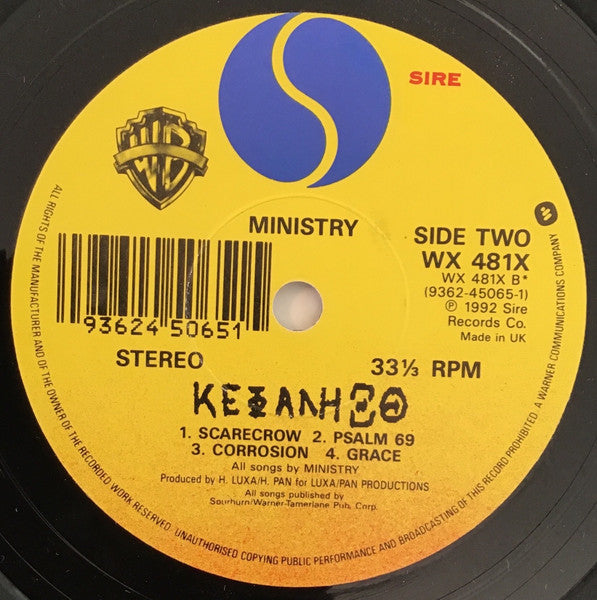 SIRE
WB
MINISTRY
SIDE TWO
WX 481X
WX 481X B*
(9362-45065-1)
Ⓟ 1992 Sire
Records Co.
Made in UK
93624 50651
STEREO
33⅓ RPM
ΚΕΦΑΛΗΞΘ
1. SCARECROW 2. PSALM 69
3. CORROSION 4. GRACE
All songs by MINISTRY
Produced by H. LUXA/H. PAN for LUXA/PAN PRODUCTIONS
All songs published by
Sourhurn/Warner-Tamerlane Pub. Corp.
ALL RIGHTS OF THE MANUFACTURER AND OF THE OWNER OF THE RECORDED WORK RESERVED. UNAUTHORISED COPYING PUBLIC PERFORMANCE AND BROADCASTING OF THIS RECORD PROHIBITED. A WARNER COMMUNICATIONS COMPANY